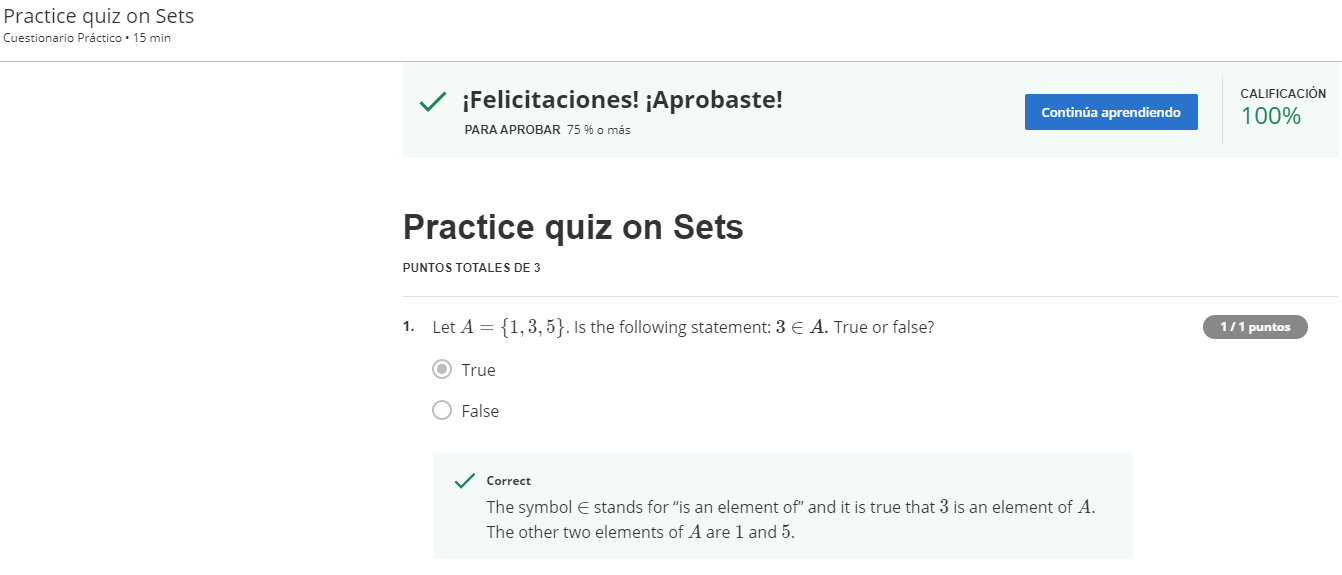 Practice quiz on Sets
Cuestionario Práctico • 15 min
¡Felicitaciones! ¡Aprobaste!
PARA APROBAR 75 % o más
Continúa aprendiendo
CALIFICACIÓN
100%
Practice quiz on Sets
PUNTOS TOTALES DE 3
1. Let A = {1, 3, 5}. Is the following statement: 3 ∈ A. True or false?
1 / 1 puntos
True
False
Correct
The symbol ∈ stands for “is an element of” and it is true that 3 is an element of A.
The other two elements of A are 1 and 5.